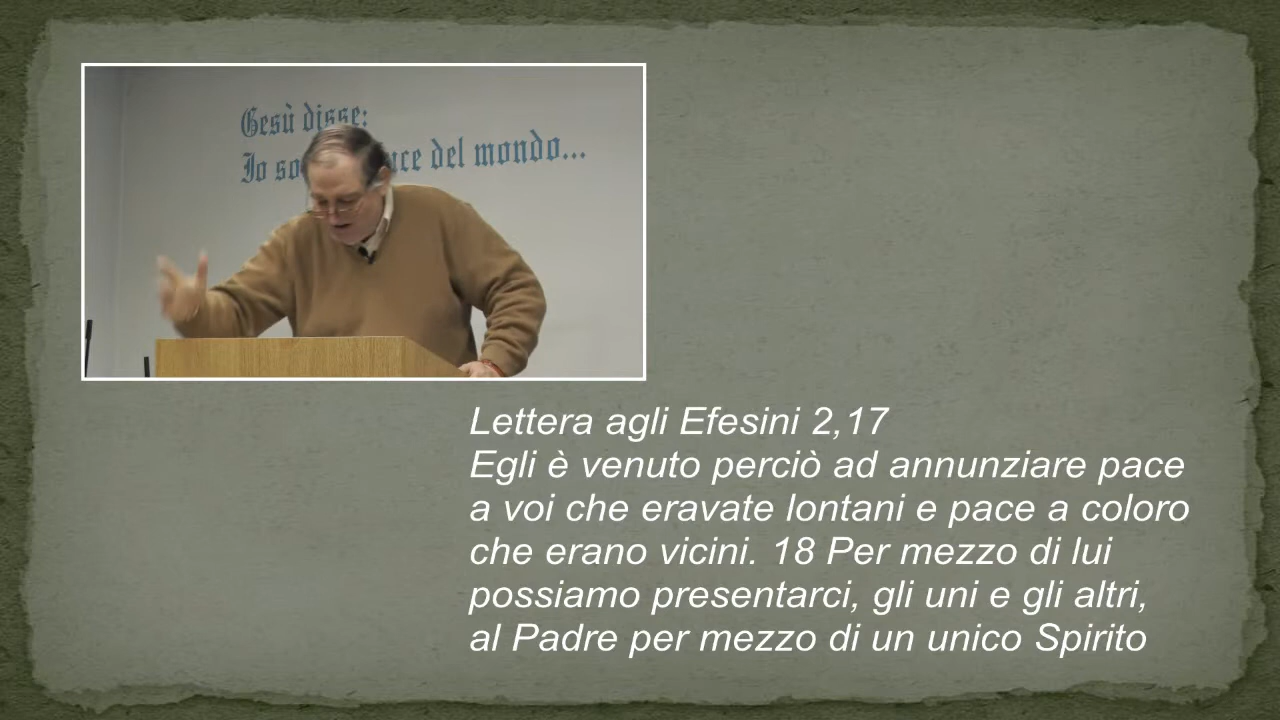 Gesù disse:
Io del mondo...
Lettera agli Efesini 2,17
Egli è venuto perciò ad annunziare pace
a voi che eravate lontani e pace a coloro
che erano vicini. 18 Per mezzo di lui
possiamo presentarci, gli uni e gli altri,
al Padre per mezzo di un unico Spirito